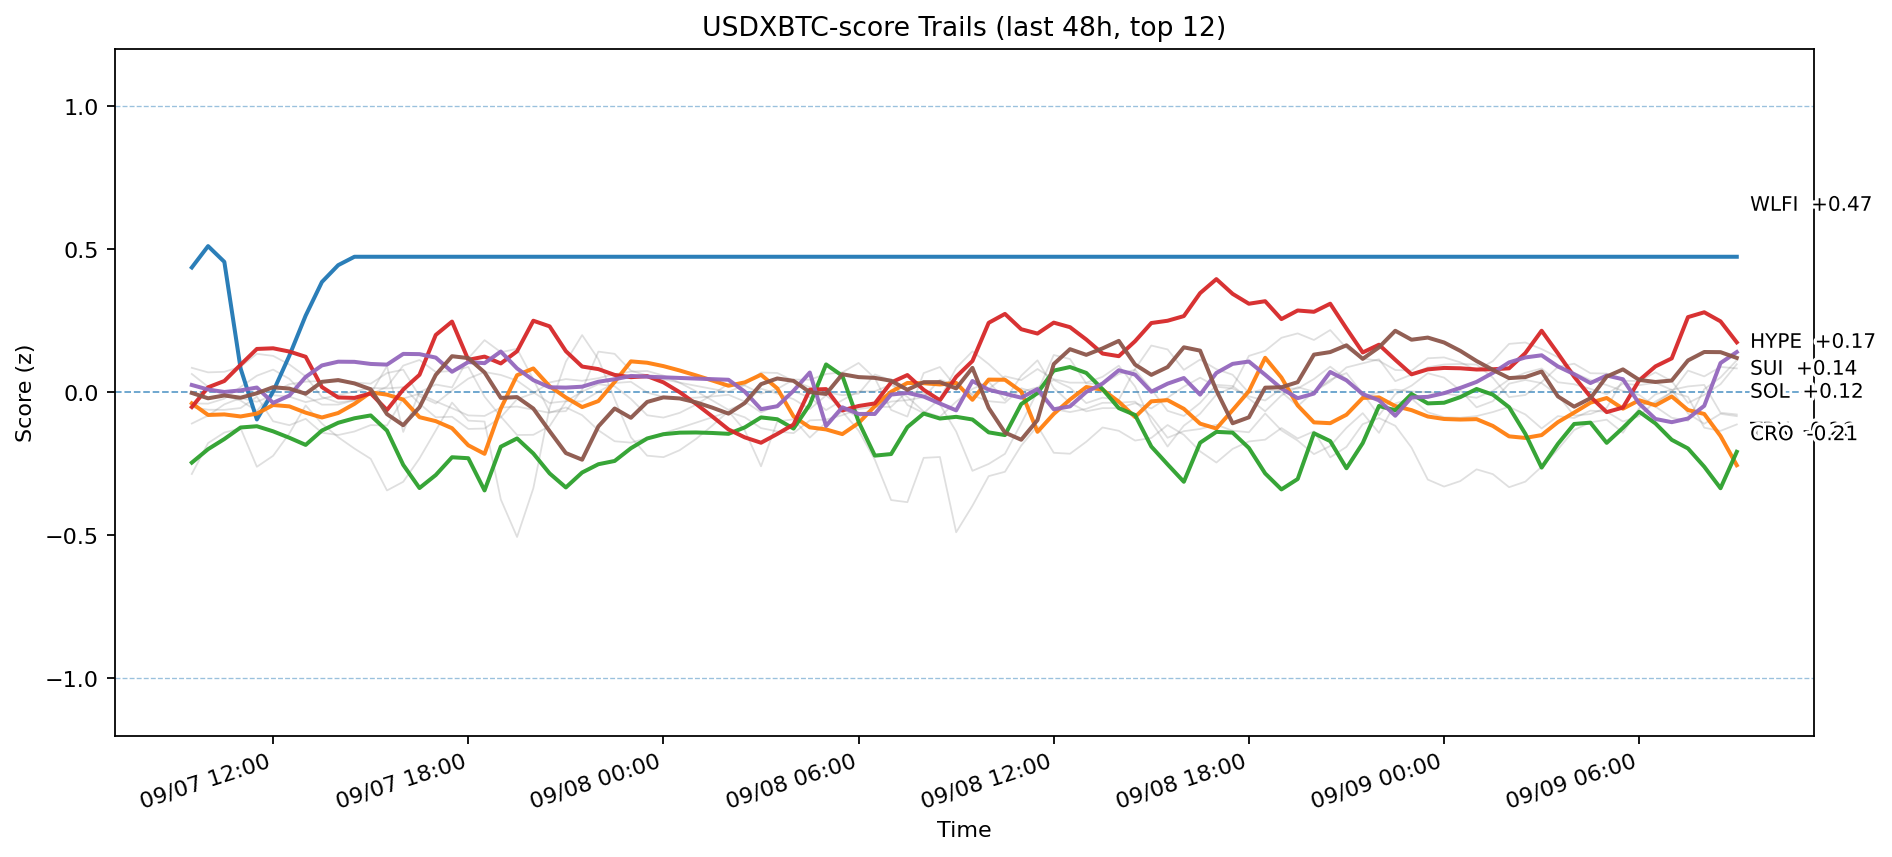 USDXBTC-score Trails (last 48h, top 12)
Score (z)
1.0
0.5
0.0
−0.5
−1.0
WLFI +0.47
HYPE +0.17
SUI +0.14
SOL +0.12
CRO -0.21
09/07 12:00
09/07 18:00
09/08 00:00
09/08 06:00
09/08 12:00
09/08 18:00
09/09 00:00
09/09 06:00
Time